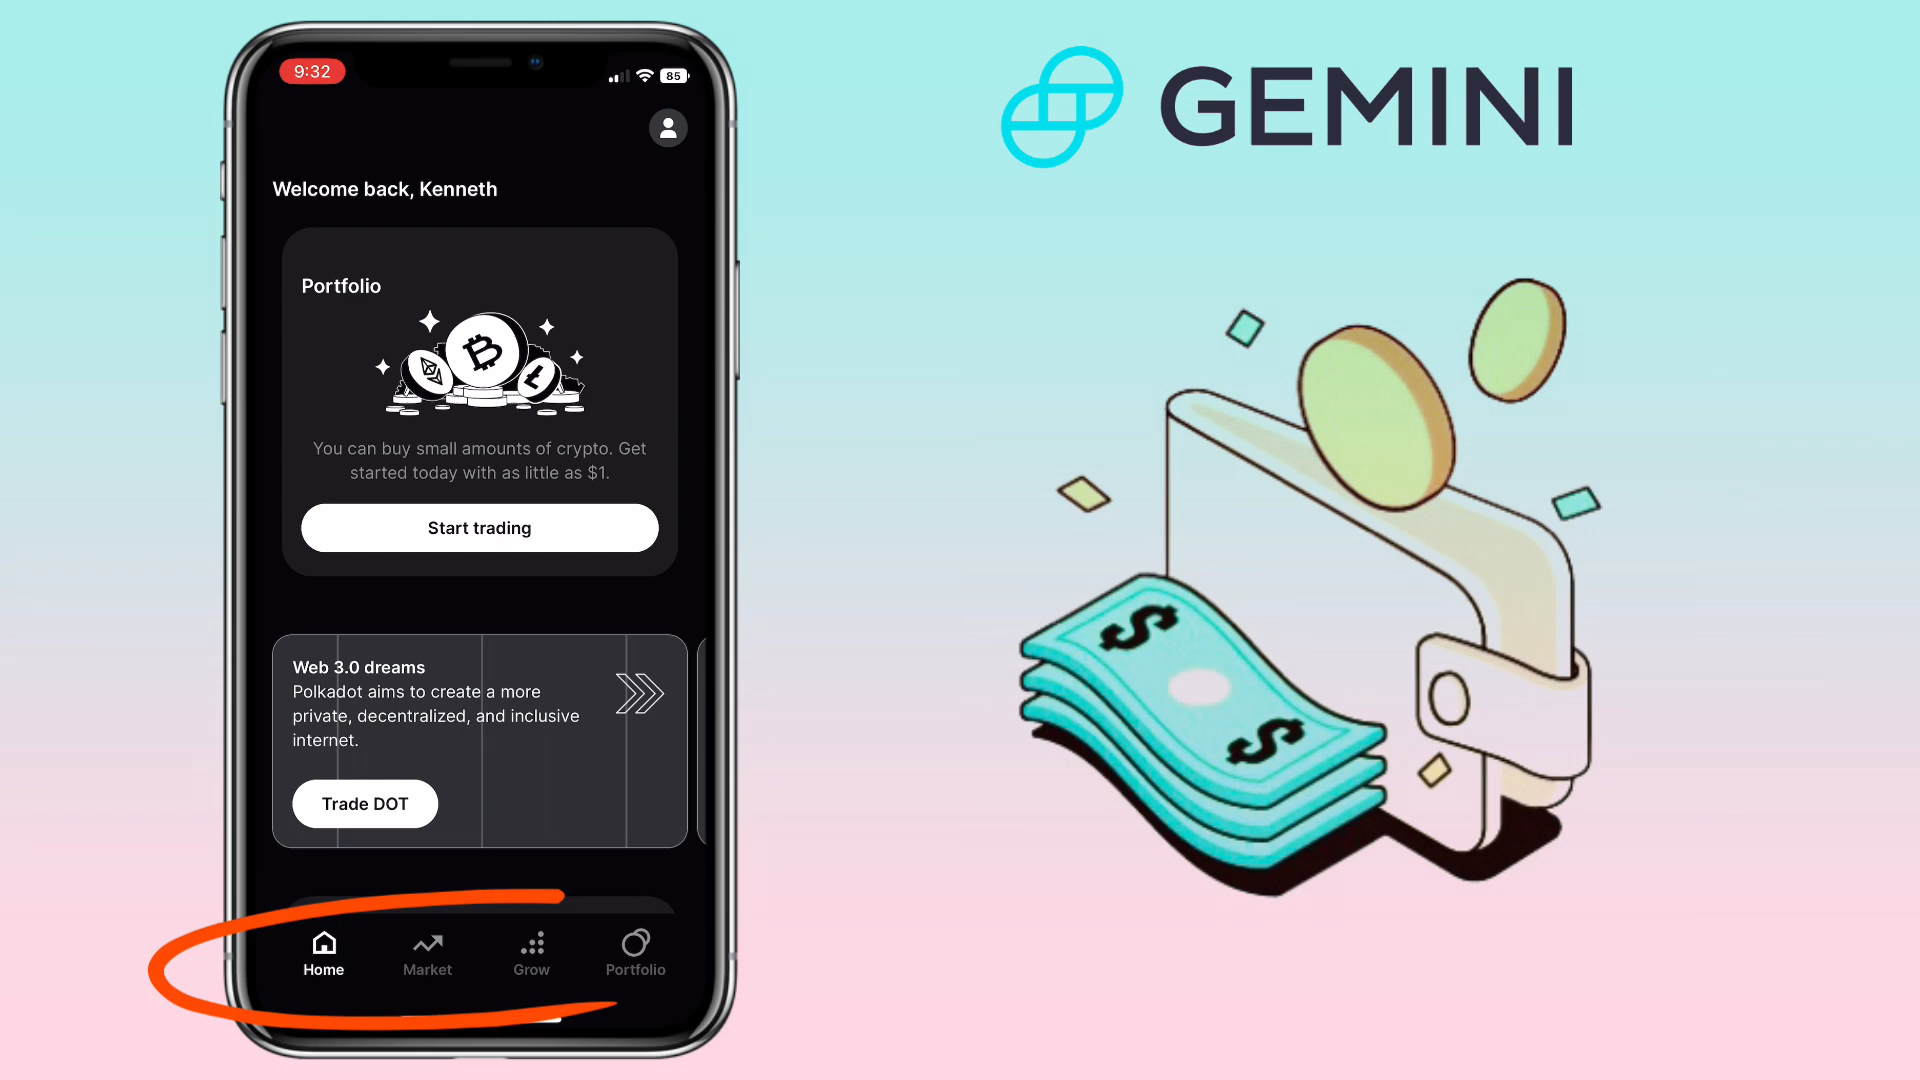 9:32
85
Welcome back, Kenneth
Portfolio
You can buy small amounts of crypto. Get
started today with as little as $1.
Start trading
Web 3.0 dreams
Polkadot aims to create a more
private, decentralized, and inclusive
internet.
Trade DOT
Home
Market
Grow
Portfolio
GEMINI
$
$